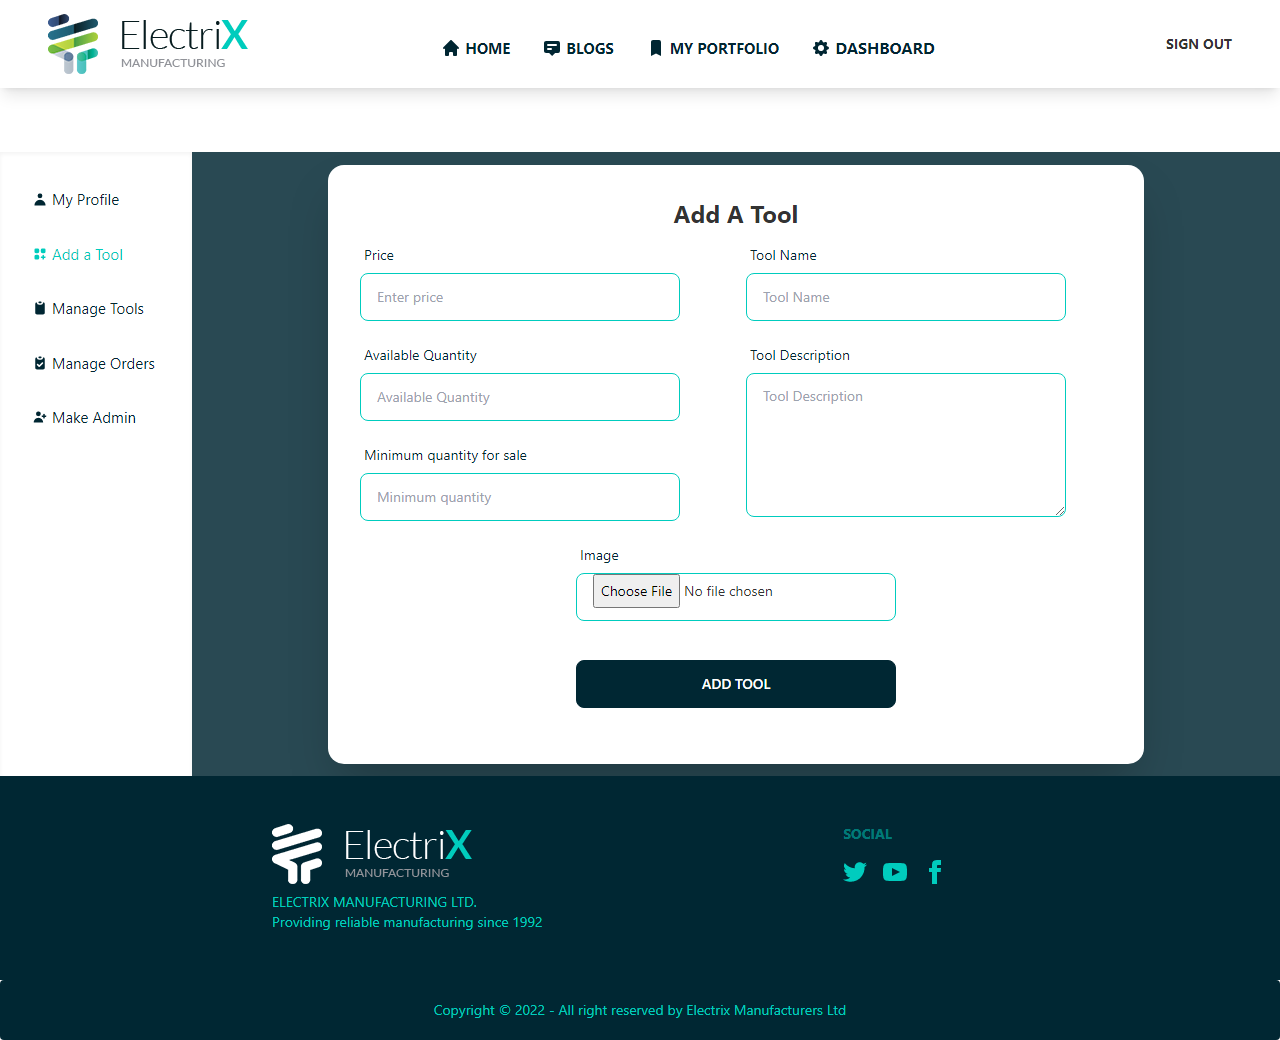 ElectriX
MANUFACTURING
HOME
BLOGS
MY PORTFOLIO
DASHBOARD
SIGN OUT
My Profile
Add a Tool
Manage Tools
Manage Orders
Make Admin
Add A Tool
Price
Enter price
Tool Name
Tool Name
Available Quantity
Available Quantity
Tool Description
Tool Description
Minimum quantity for sale
Minimum quantity
Image
Choose File No file chosen
ADD TOOL
ElectriX
MANUFACTURING
ELECTRIX MANUFACTURING LTD.
Providing reliable manufacturing since 1992
SOCIAL
Copyright © 2022 - All right reserved by Electrix Manufacturers Ltd